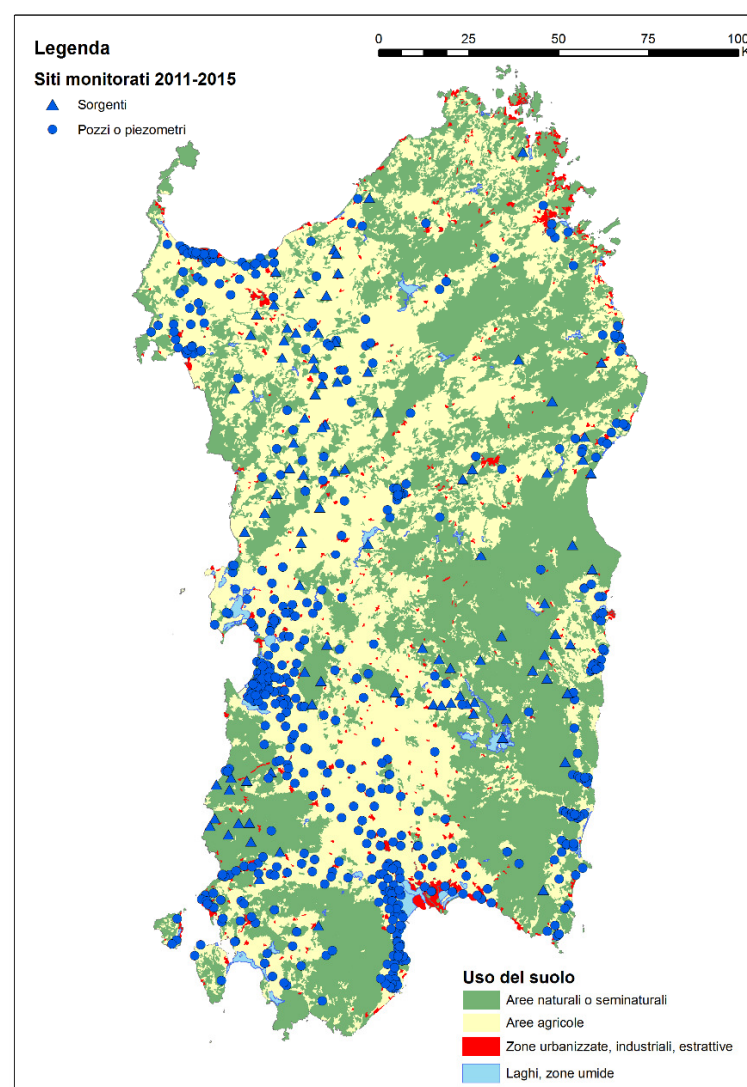 Legenda
0 25 50 75 100
K
Siti monitorati 2011-2015
Sorgenti
Pozzi o piezometri
Uso del suolo
Aree naturali o seminaturali
Aree agricole
Zone urbanizzate, industriali, estrattive
Laghi, zone umide